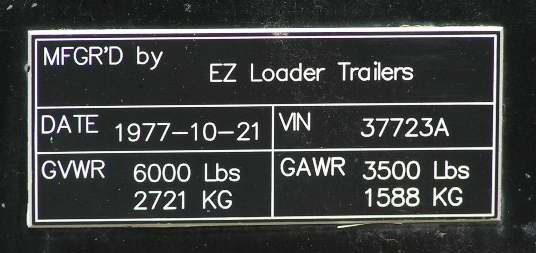 MFGR'D by
EZ Loader Trailers
DATE 1977-10-21
VIN 37723A
GVWR 6000 Lbs
2721 KG
GAWR 3500 Lbs
1588 KG